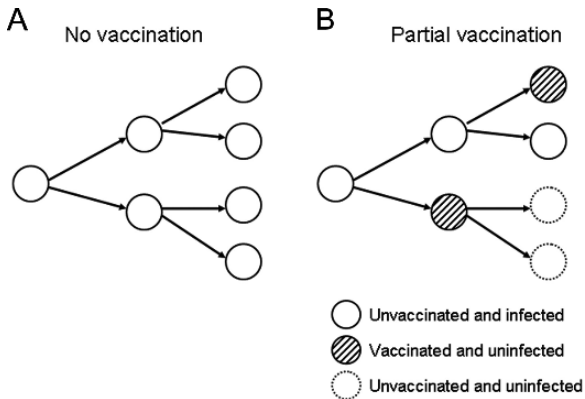 A
No vaccination
B
Partial vaccination
Unvaccinated and infected
Vaccinated and uninfected
Unvaccinated and uninfected